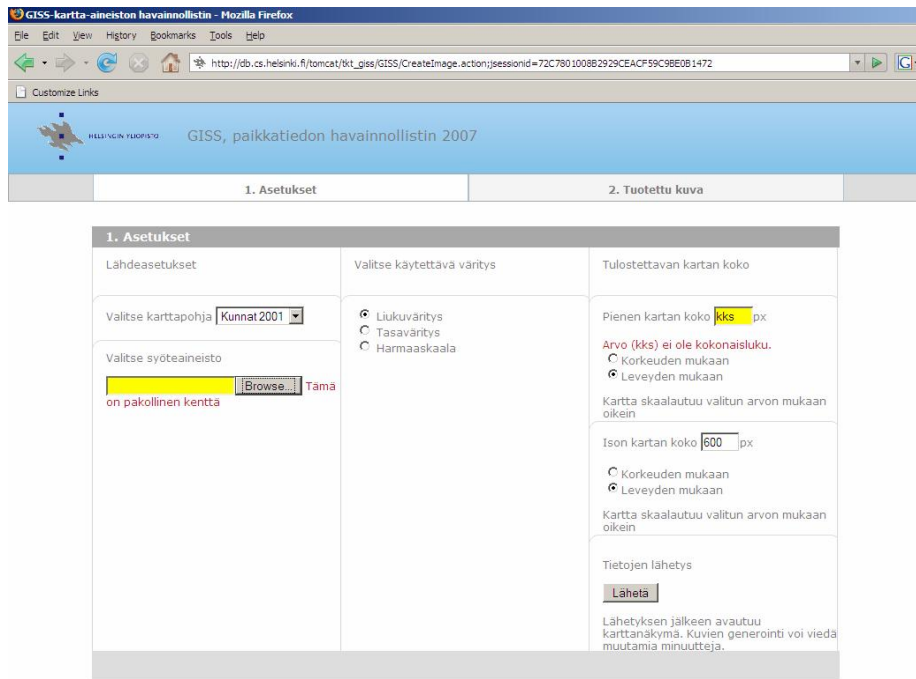 GISS-kartta-aineiston havainnollistin - Mozilla Firefox
File Edit View History Bookmarks Tools Help
http://db.cs.helsinki.fi/tomcat/tkt_giss/GISS/CreateImage.action;jsessionid=72C7801008B2929CEACF59C9BE0B1472
G
Customize Links
HELSINGIN YLIOPISTO
GISS, paikkatiedon havainnollistin 2007
1. Asetukset
2. Tuotettu kuva
1. Asetukset
Lähdeasetukset
Valitse karttapohja Kunnat 2001
Valitse syöteaineisto
Browse... Tämä
on pakollinen kenttä
Valitse käytettävä väritys
Liukuväritys
Tasaväritys
Harmaaskaala
Tulostettavan kartan koko
Pienen kartan koko kks px
Arvo (kks) ei ole kokonaisluku.
Korkeuden mukaan
Leveyden mukaan
Kartta skaalautuu valitun arvon mukaan
oikein
Ison kartan koko 600 px
Korkeuden mukaan
Leveyden mukaan
Kartta skaalautuu valitun arvon mukaan
oikein
Tietojen lähetys
Lähetä
Lähetyksen jälkeen avautuu
karttanäkymä. Kuvien generointi voi viedä
muutamia minuutteja.